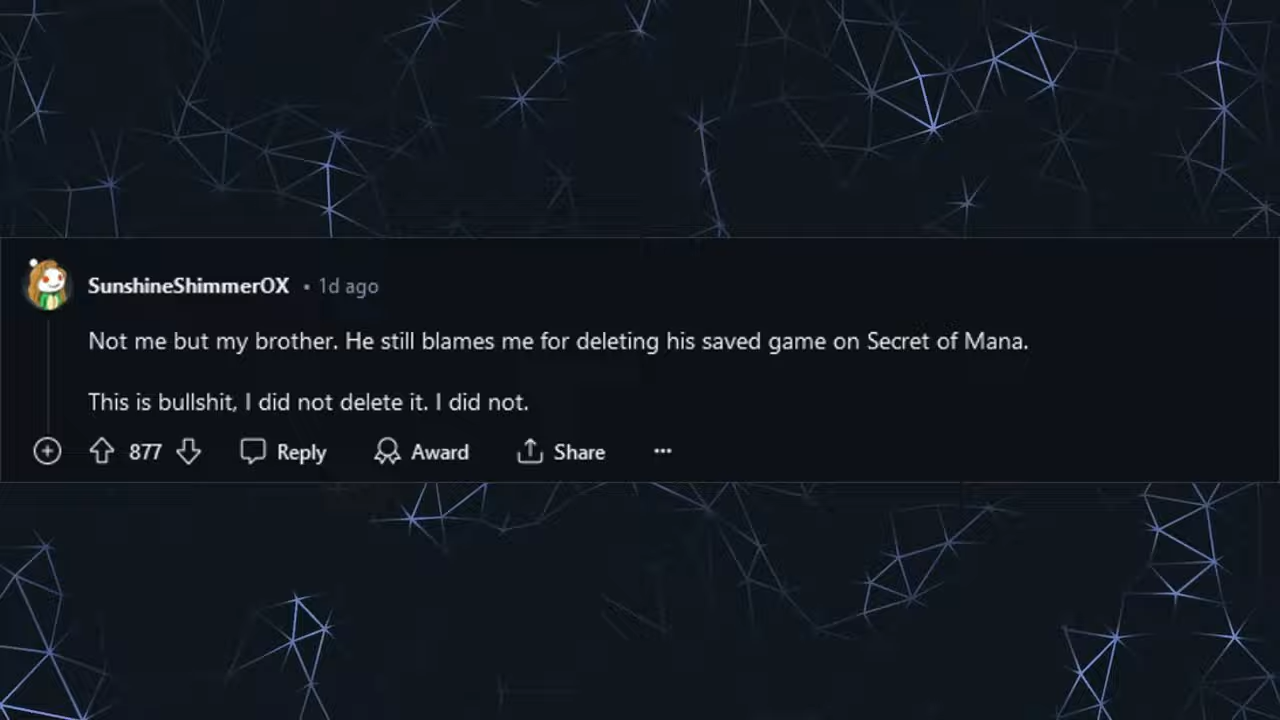 SunshineShimmerOX • 1d ago
Not me but my brother. He still blames me for deleting his saved game on Secret of Mana.
This is bullshit, I did not delete it. I did not.
877 Reply Award Share ...